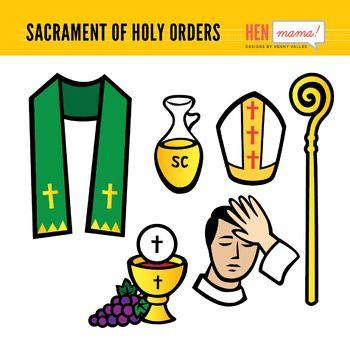 SACRAMENT OF HOLY ORDERS
HEN mama!
DESIGNS BY HENNY VALLEE
SC